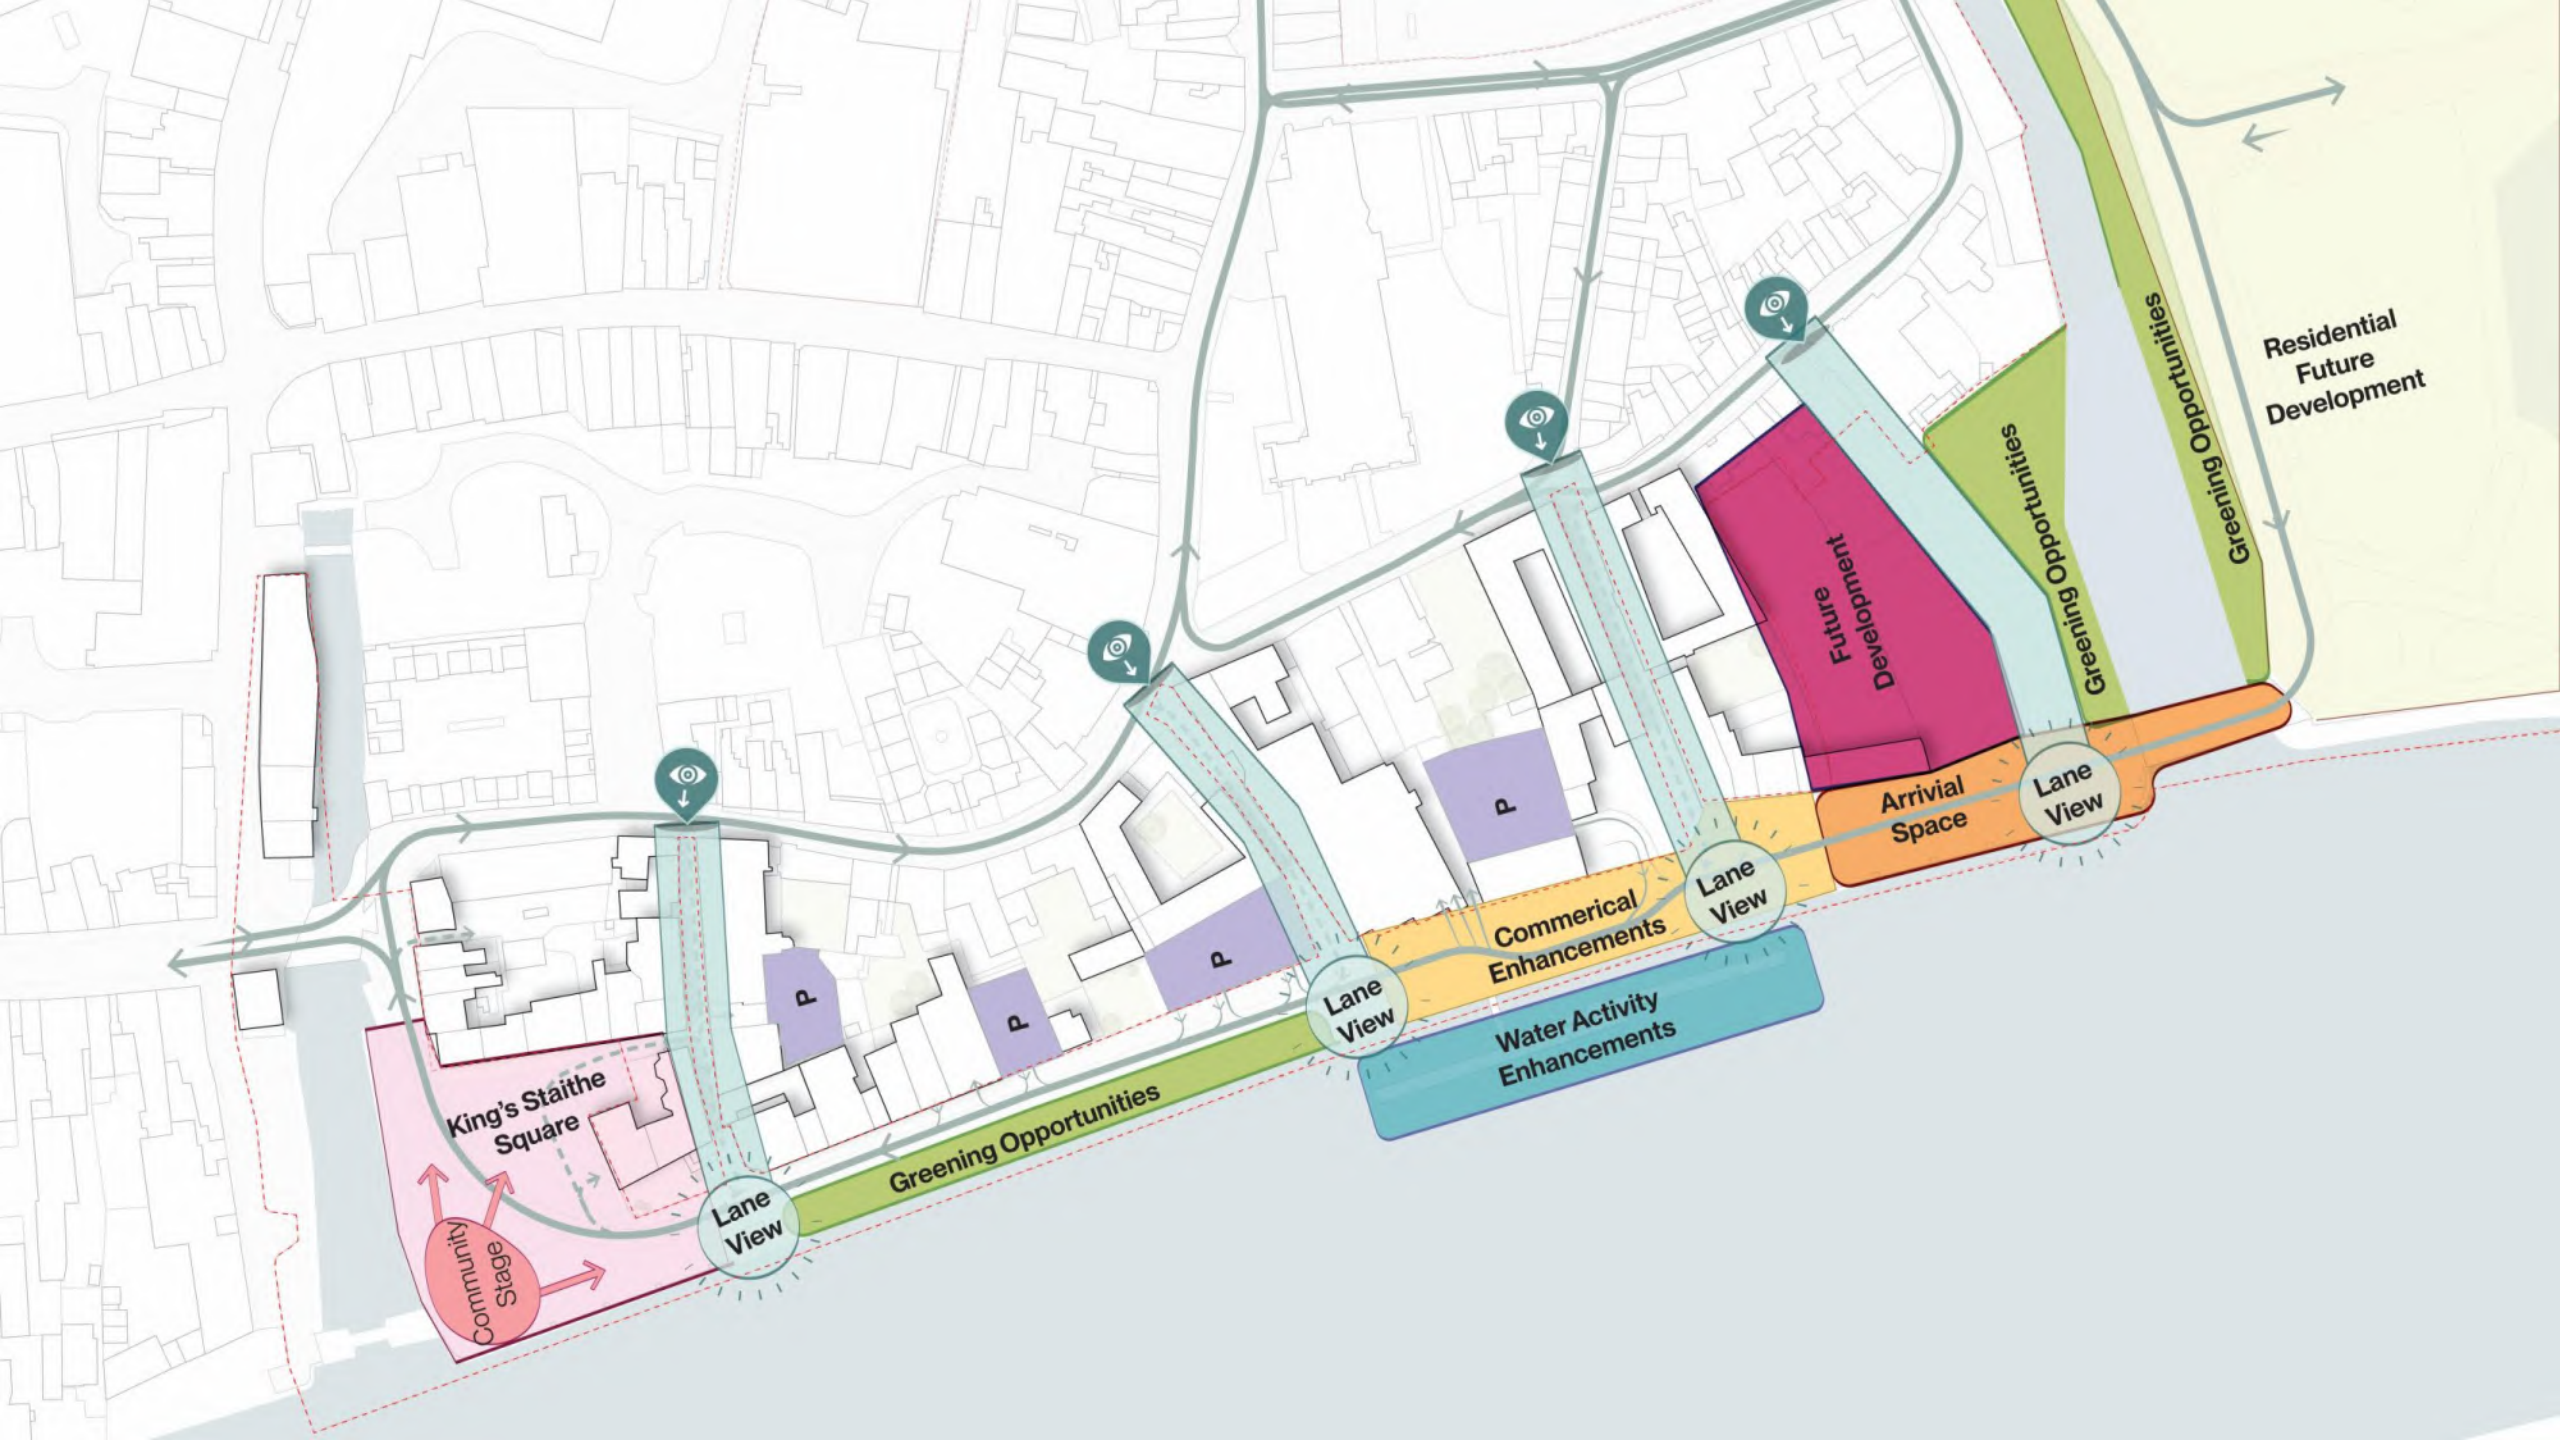 Residential
Future
Development
Greening Opportunities
Greening Opportunities
Future
Development
Arrivial
Space
Lane
View
Lane
View
Commerical
Enhancements
Water Activity
Enhancements
Lane
View
P
P
P
P
Greening Opportunities
King's Staithe
Square
Lane
View
Community
Stage